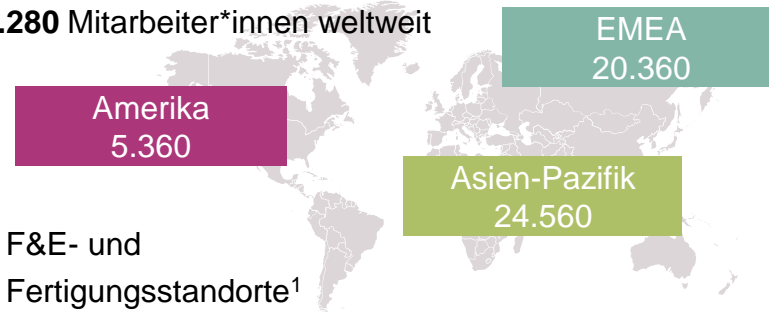 .280 Mitarbeiter*innen weltweit
EMEA
20.360
Amerika
5.360
Asien-Pazifik
24.560
F&E- und
Fertigungsstandorte¹